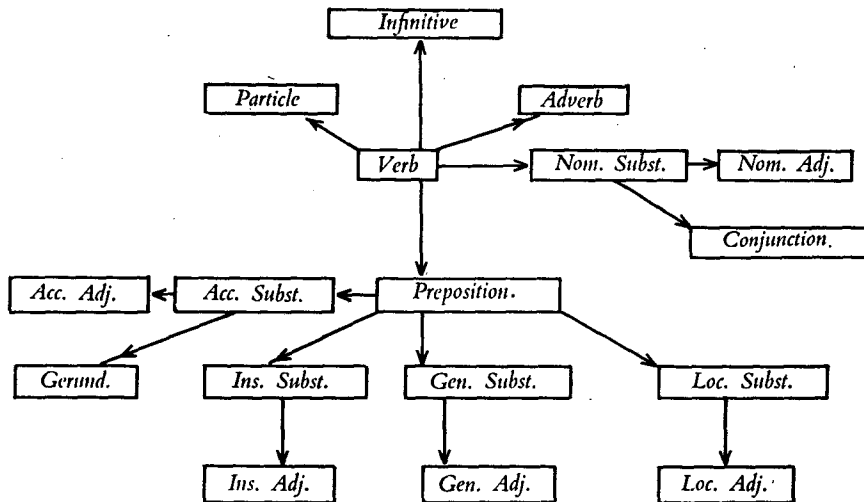 Infinitive
Particle
Adverb
Verb
Nom. Subst.
Nom. Adj.
Conjunction.
Acc. Adj.
Acc. Subst.
Preposition.
Gerund.
Ins. Subst.
Gen. Subst.
Loc. Subst.
Ins. Adj.
Gen. Adj.
Loc. Adj.